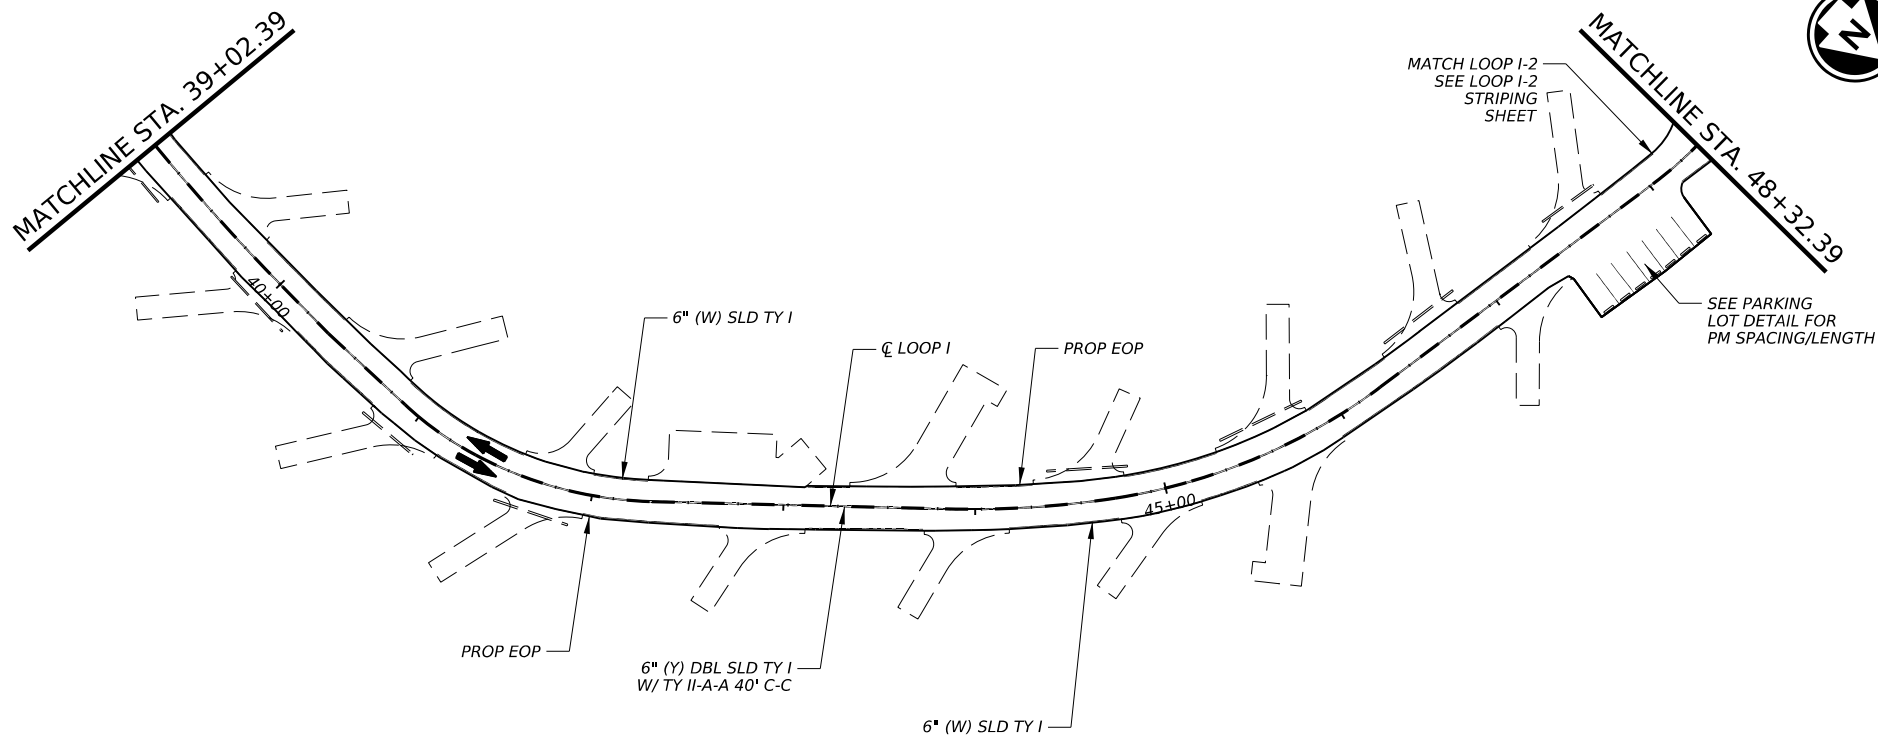 MATCHLINE STA. 39+02.39
MATCHLINE STA. 48+32.39
N
MATCH LOOP I-2
SEE LOOP I-2
STRIPING
SHEET
40+00
6" (W) SLD TY I
℄ LOOP I
PROP EOP
SEE PARKING
LOT DETAIL FOR
PM SPACING/LENGTH
45+00
PROP EOP
6" (Y) DBL SLD TY I
W/ TY II-A-A 40' C-C
6" (W) SLD TY I